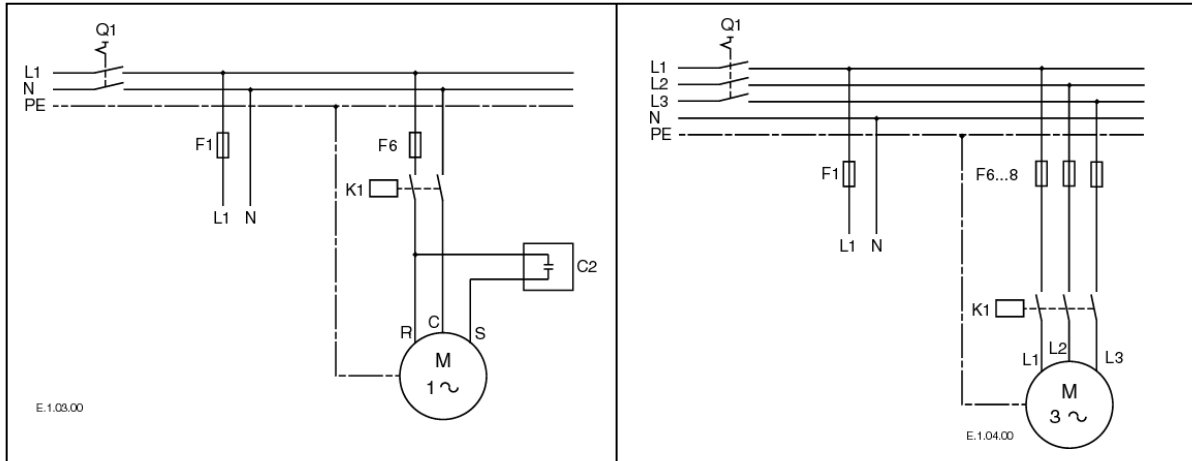 Q1
L1
N
PE
F1
F6
K1
L1 N
C2
R C S
M
1 ~
E.1.03.00
Q1
L1
L2
L3
N
PE
F1
F6...8
L1 N
K1
L1 L2 L3
M
3 ~
E.1.04.00